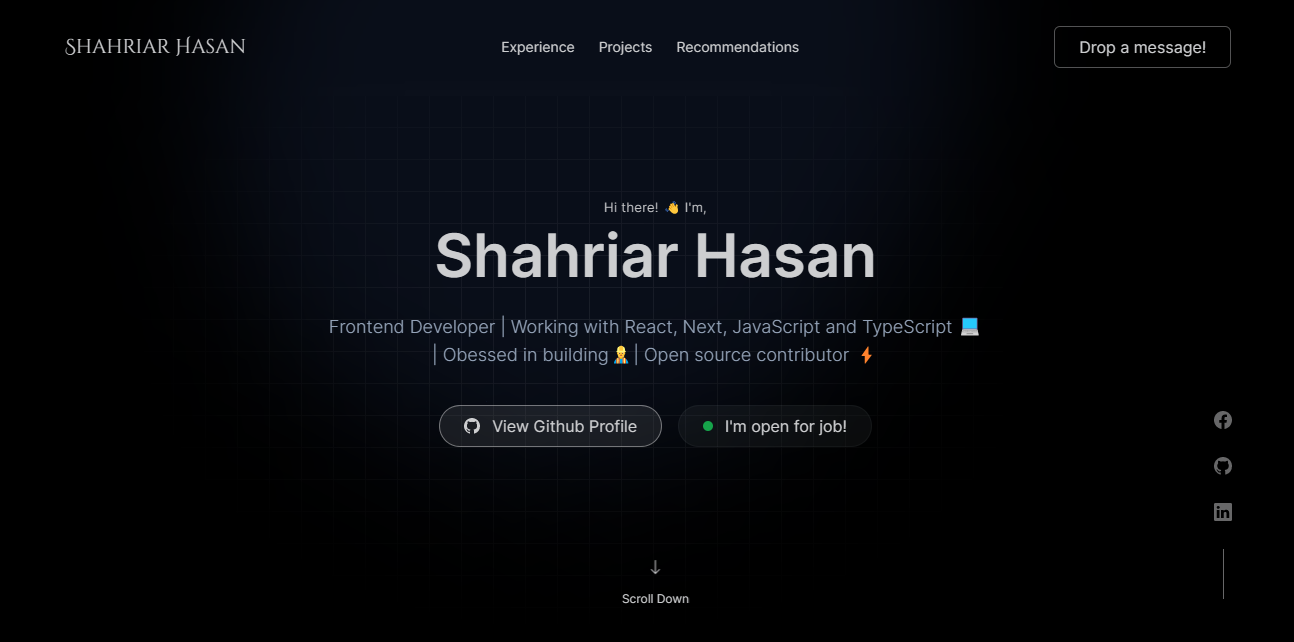 Shahriar Hasan
Experience Projects Recommendations
Drop a message!
Hi there! 👋 I'm,
Shahriar Hasan
Frontend Developer | Working with React, Next, JavaScript and TypeScript 💻
| Obessed in building👷| Open source contributor ⚡
View Github Profile
I'm open for job!
in
↓
Scroll Down